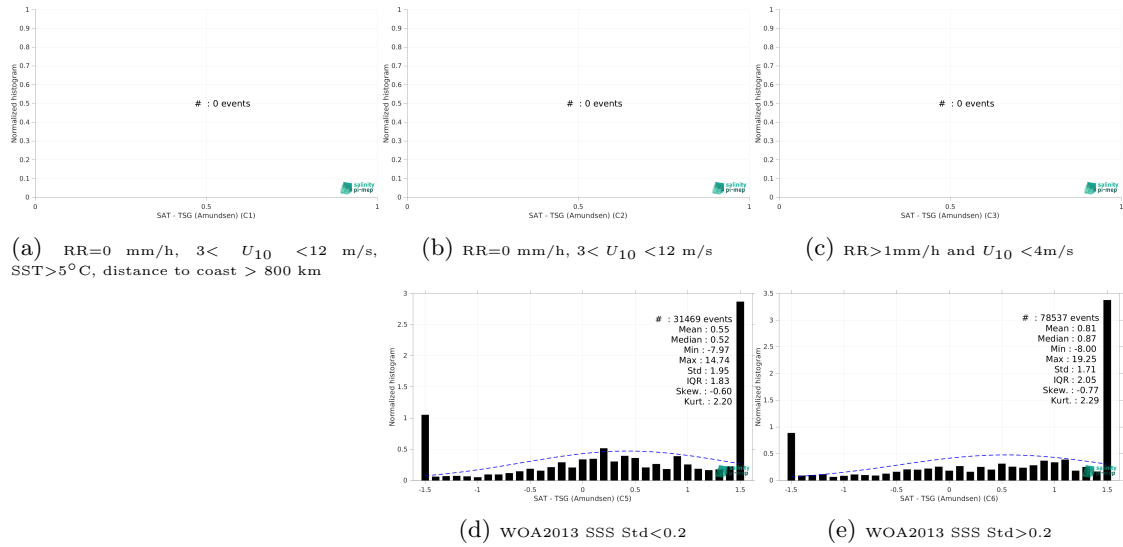 1
0.9
0.8
0.7
0.6
0.5
0.4
0.3
0.2
0.1
0
Normalized histogram
# : 0 events
salinity
pi-mep
0 0.5 1
SAT - TSG (Amundsen) (C1)
1
0.9
0.8
0.7
0.6
0.5
0.4
0.3
0.2
0.1
0
Normalized histogram
# : 0 events
salinity
pi-mep
0 0.5 1
SAT - TSG (Amundsen) (C2)
1
0.9
0.8
0.7
0.6
0.5
0.4
0.3
0.2
0.1
0
Normalized histogram
# : 0 events
salinity
pi-mep
0 0.5 1
SAT - TSG (Amundsen) (C3)
(a) RR=0 mm/h, 3< U10 <12 m/s,
SST>5°C, distance to coast > 800 km
(b) RR=0 mm/h, 3< U10 <12 m/s
(c) RR>1mm/h and U10 <4m/s
3
2.5
2
1.5
1
0.5
0
Normalized histogram
# : 31469 events
Mean : 0.55
Median : 0.52
Min : -7.97
Max : 14.74
Std : 1.95
IQR : 1.83
Skew. : -0.60
Kurt. : 2.20
salinity
pi-mep
-1.5 -1 -0.5 0 0.5 1 1.5
SAT - TSG (Amundsen) (C5)
3.5
3
2.5
2
1.5
1
0.5
0
Normalized histogram
# : 78537 events
Mean : 0.81
Median : 0.87
Min : -8.00
Max : 19.25
Std : 1.71
IQR : 2.05
Skew. : -0.77
Kurt. : 2.29
salinity
pi-mep
-1.5 -1 -0.5 0 0.5 1 1.5
SAT - TSG (Amundsen) (C6)
(d) WOA2013 SSS Std<0.2
(e) WOA2013 SSS Std>0.2